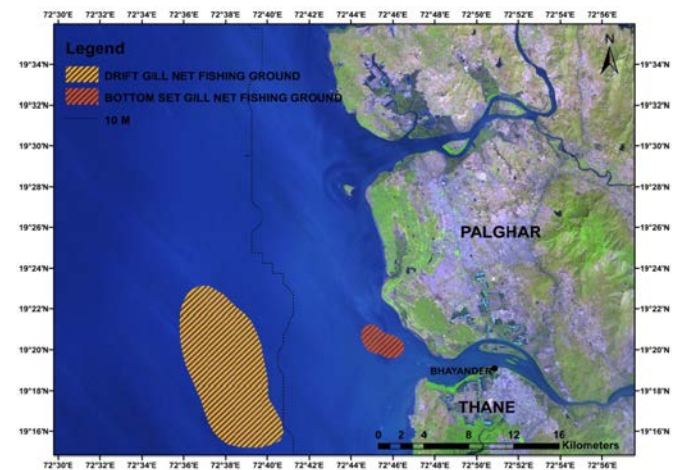 72°30'E 72°32'E 72°34'E 72°36'E 72°38'E 72°40'E 72°42'E 72°44'E 72°46'E 72°48'E 72°50'E 72°52'E 72°54'E 72°56'E
Legend
DRIFT GILL NET FISHING GROUND
BOTTOM SET GILL NET FISHING GROUND
10 M
N
19°34'N 19°34'N
19°32'N 19°32'N
19°30'N 19°30'N
19°28'N 19°28'N
19°26'N 19°26'N
PALGHAR
19°24'N 19°24'N
19°22'N 19°22'N
19°20'N 19°20'N
BHAYANDER
19°18'N 19°18'N
THANE
19°16'N 19°16'N
0 2 4 8 12 16
Kilometers
72°30'E 72°32'E 72°34'E 72°36'E 72°38'E 72°40'E 72°42'E 72°44'E 72°46'E 72°48'E 72°50'E 72°52'E 72°54'E 72°56'E